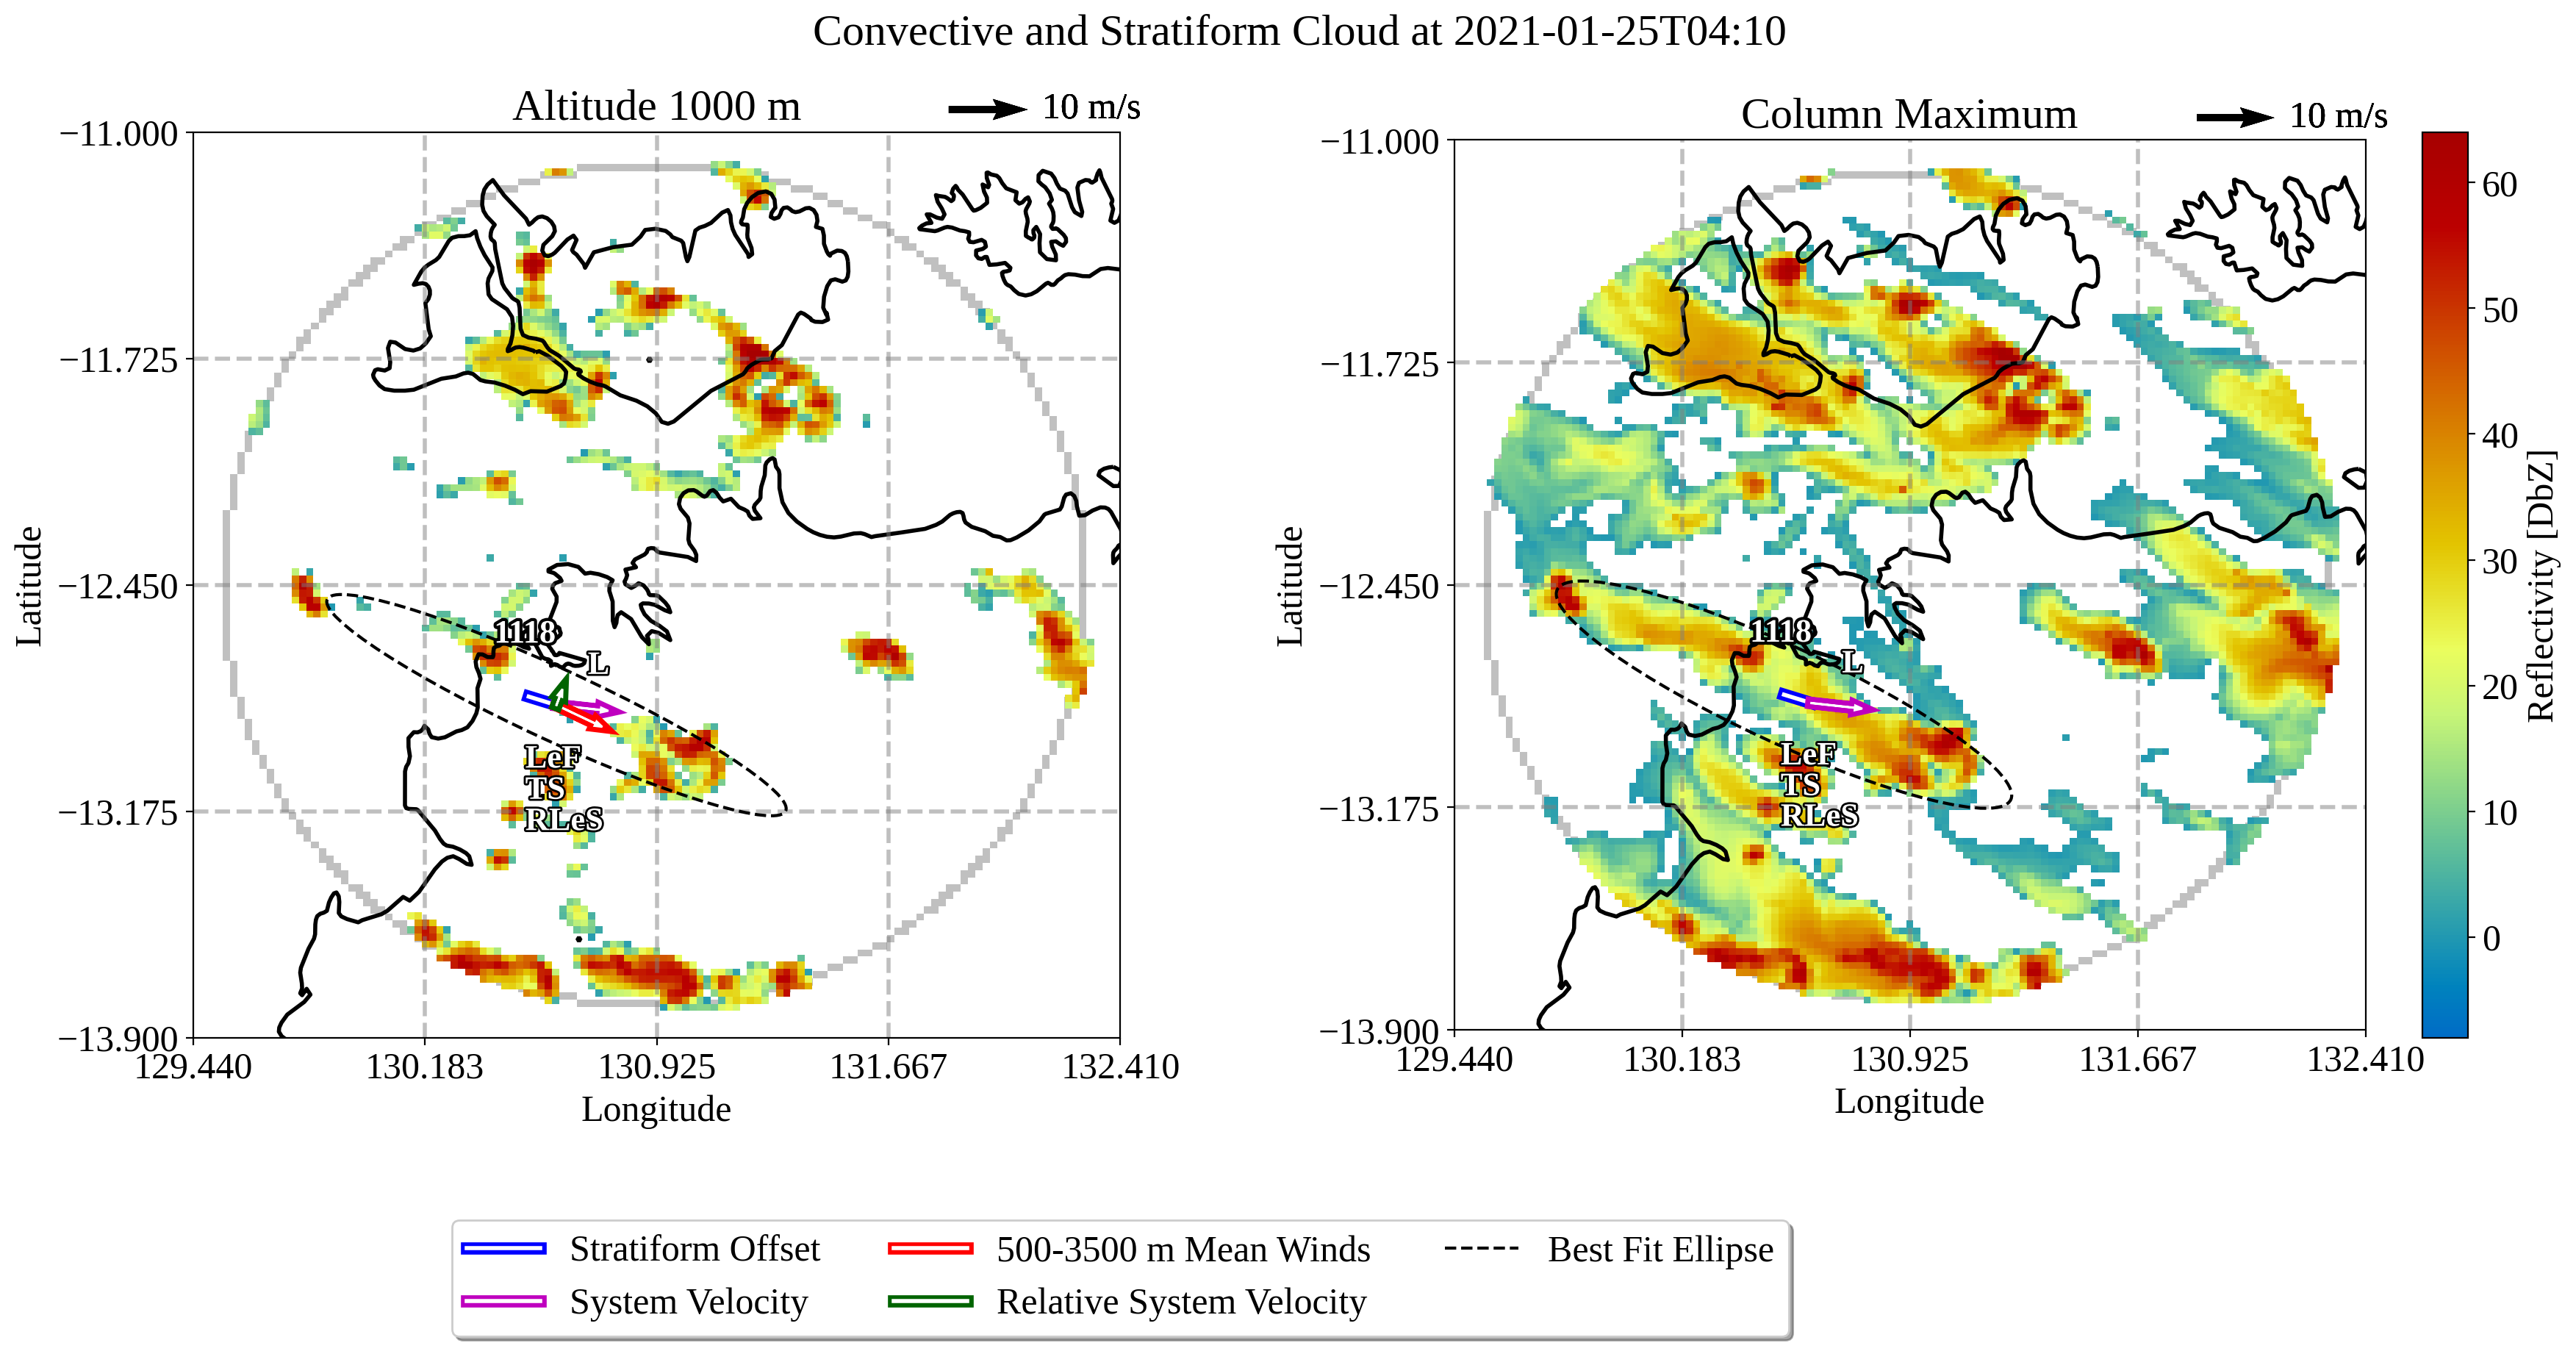 Convective and Stratiform Cloud at 2021-01-25T04:10
Altitude 1000 m
10 m/s
−11.000
−11.725
−12.450
−13.175
−13.900
Latitude
129.440
130.183
130.925
131.667
132.410
Longitude
1118
L
LeF
TS
RLeS
Column Maximum
10 m/s
−11.000
−11.725
−12.450
−13.175
−13.900
Latitude
129.440
130.183
130.925
131.667
132.410
Longitude
1118
L
LeF
TS
RLeS
60
50
40
30
20
10
0
Reflectivity [DbZ]
Stratiform Offset
System Velocity
500-3500 m Mean Winds
Relative System Velocity
Best Fit Ellipse